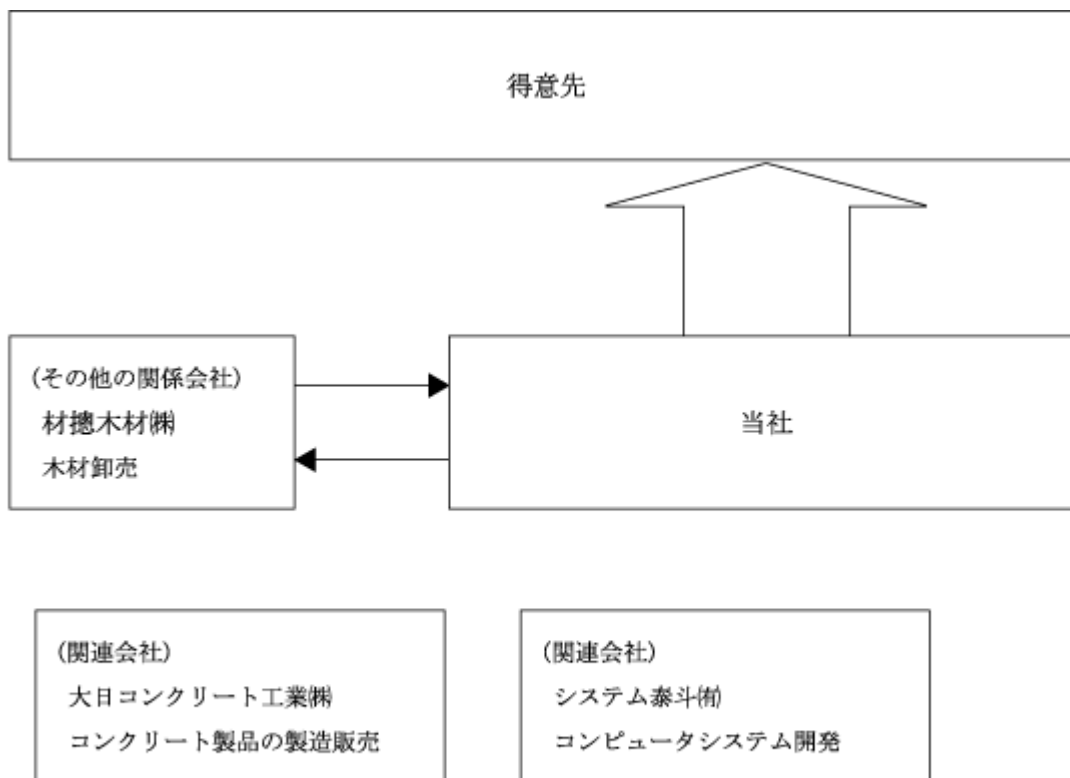 得意先
(その他の関係会社)
材摠木材㈱
木材卸売
当社
(関連会社)
大日コンクリート工業㈱
コンクリート製品の製造販売
(関連会社)
システム泰斗㈲
コンピュータシステム開発